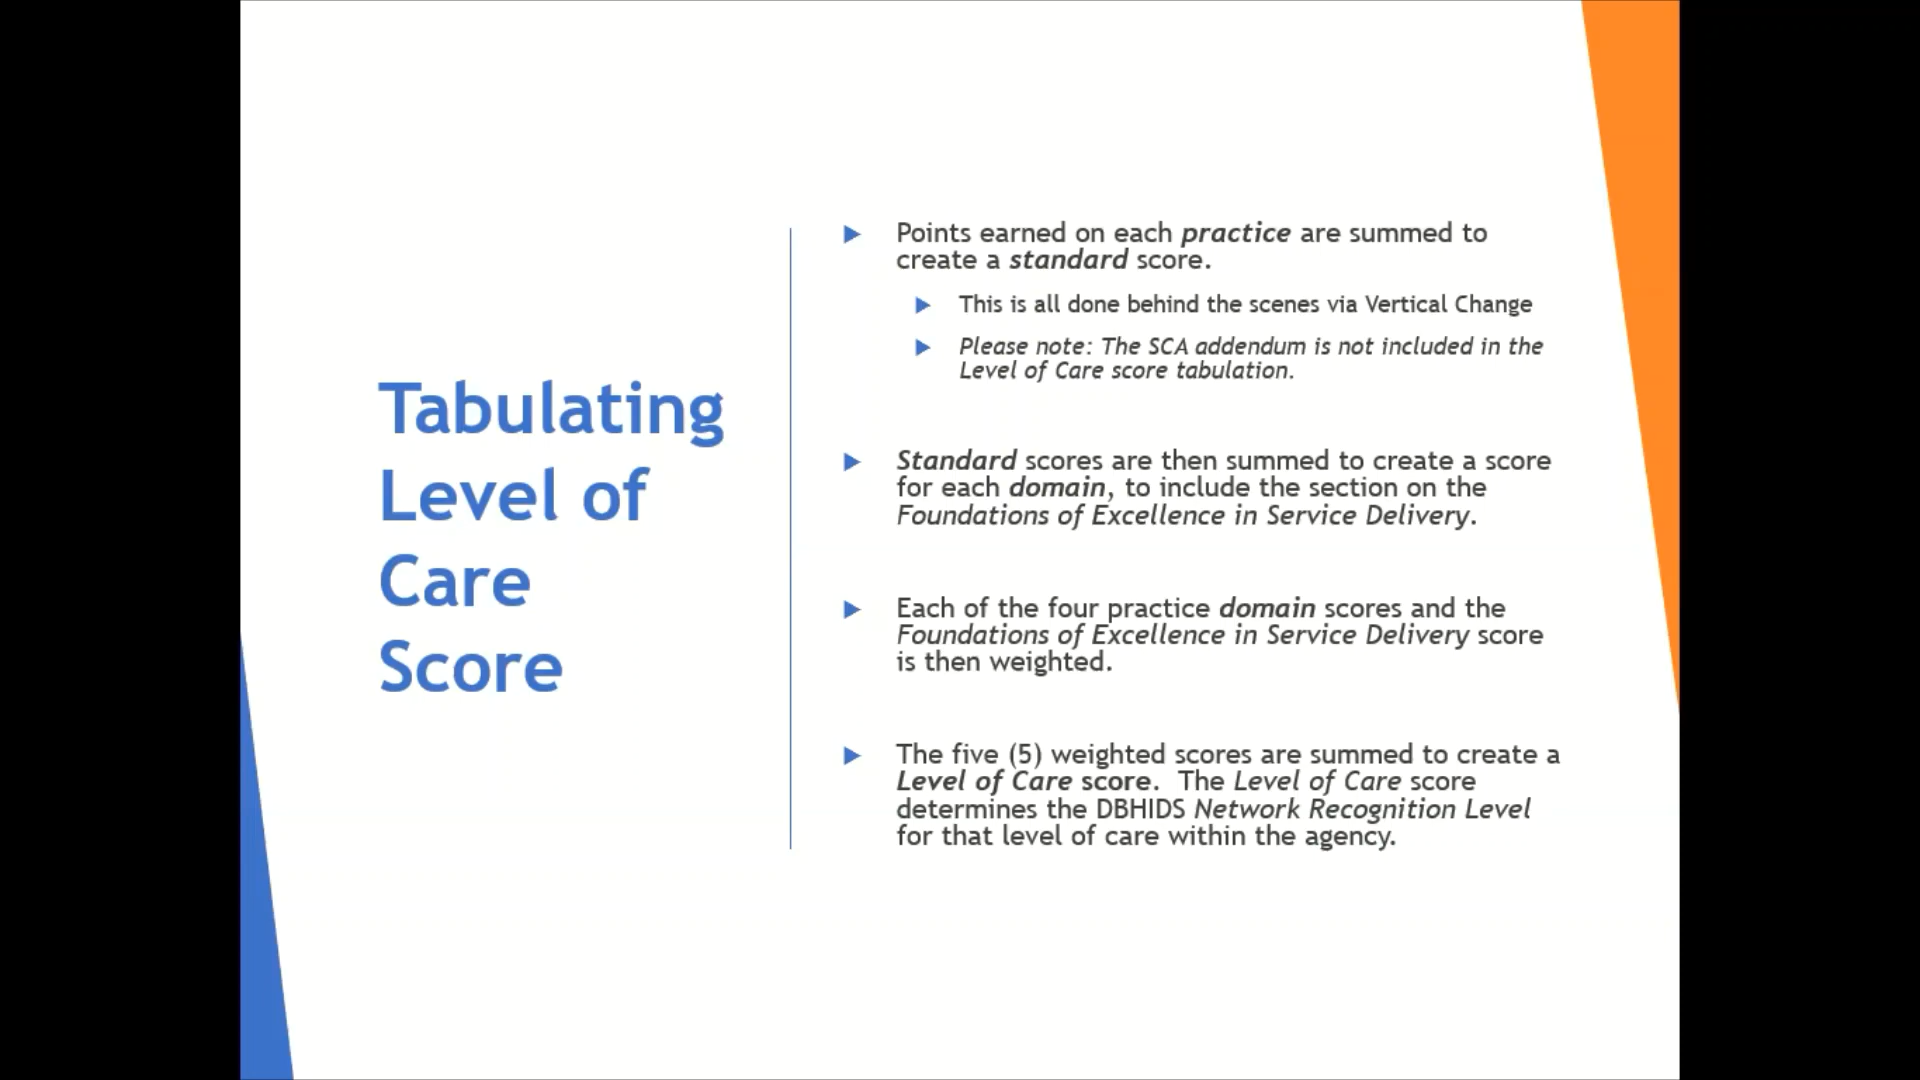 Tabulating
Level of
Care
Score
Points earned on each practice are summed to
create a standard score.
This is all done behind the scenes via Vertical Change
Please note: The SCA addendum is not included in the
Level of Care score tabulation.
Standard scores are then summed to create a score
for each domain, to include the section on the
Foundations of Excellence in Service Delivery.
Each of the four practice domain scores and the
Foundations of Excellence in Service Delivery score
is then weighted.
The five (5) weighted scores are summed to create a
Level of Care score.  The Level of Care score
determines the DBHIDS Network Recognition Level
for that level of care within the agency.